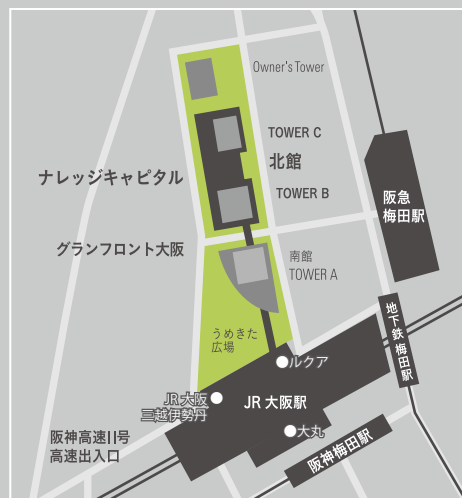 Owner's Tower
TOWER C
北館
ナレッジキャピタル
TOWER B
阪急
梅田駅
グランフロント大阪
南館
TOWER A
うめきた
広場
地下鉄 梅田駅
ルクア
JR 大阪
三越伊勢丹
JR 大阪駅
大丸
阪神高速11号
高速出入口
阪神梅田駅